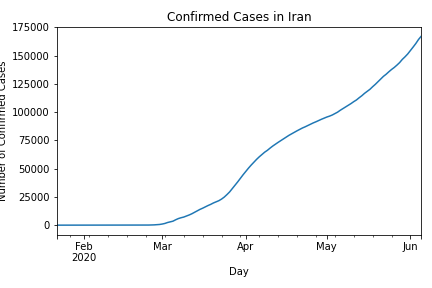 Confirmed Cases in Iran
175000
150000
125000
100000
75000
50000
25000
0
Number of Confirmed Cases
Feb
2020
Mar
Apr
May
Jun
Day